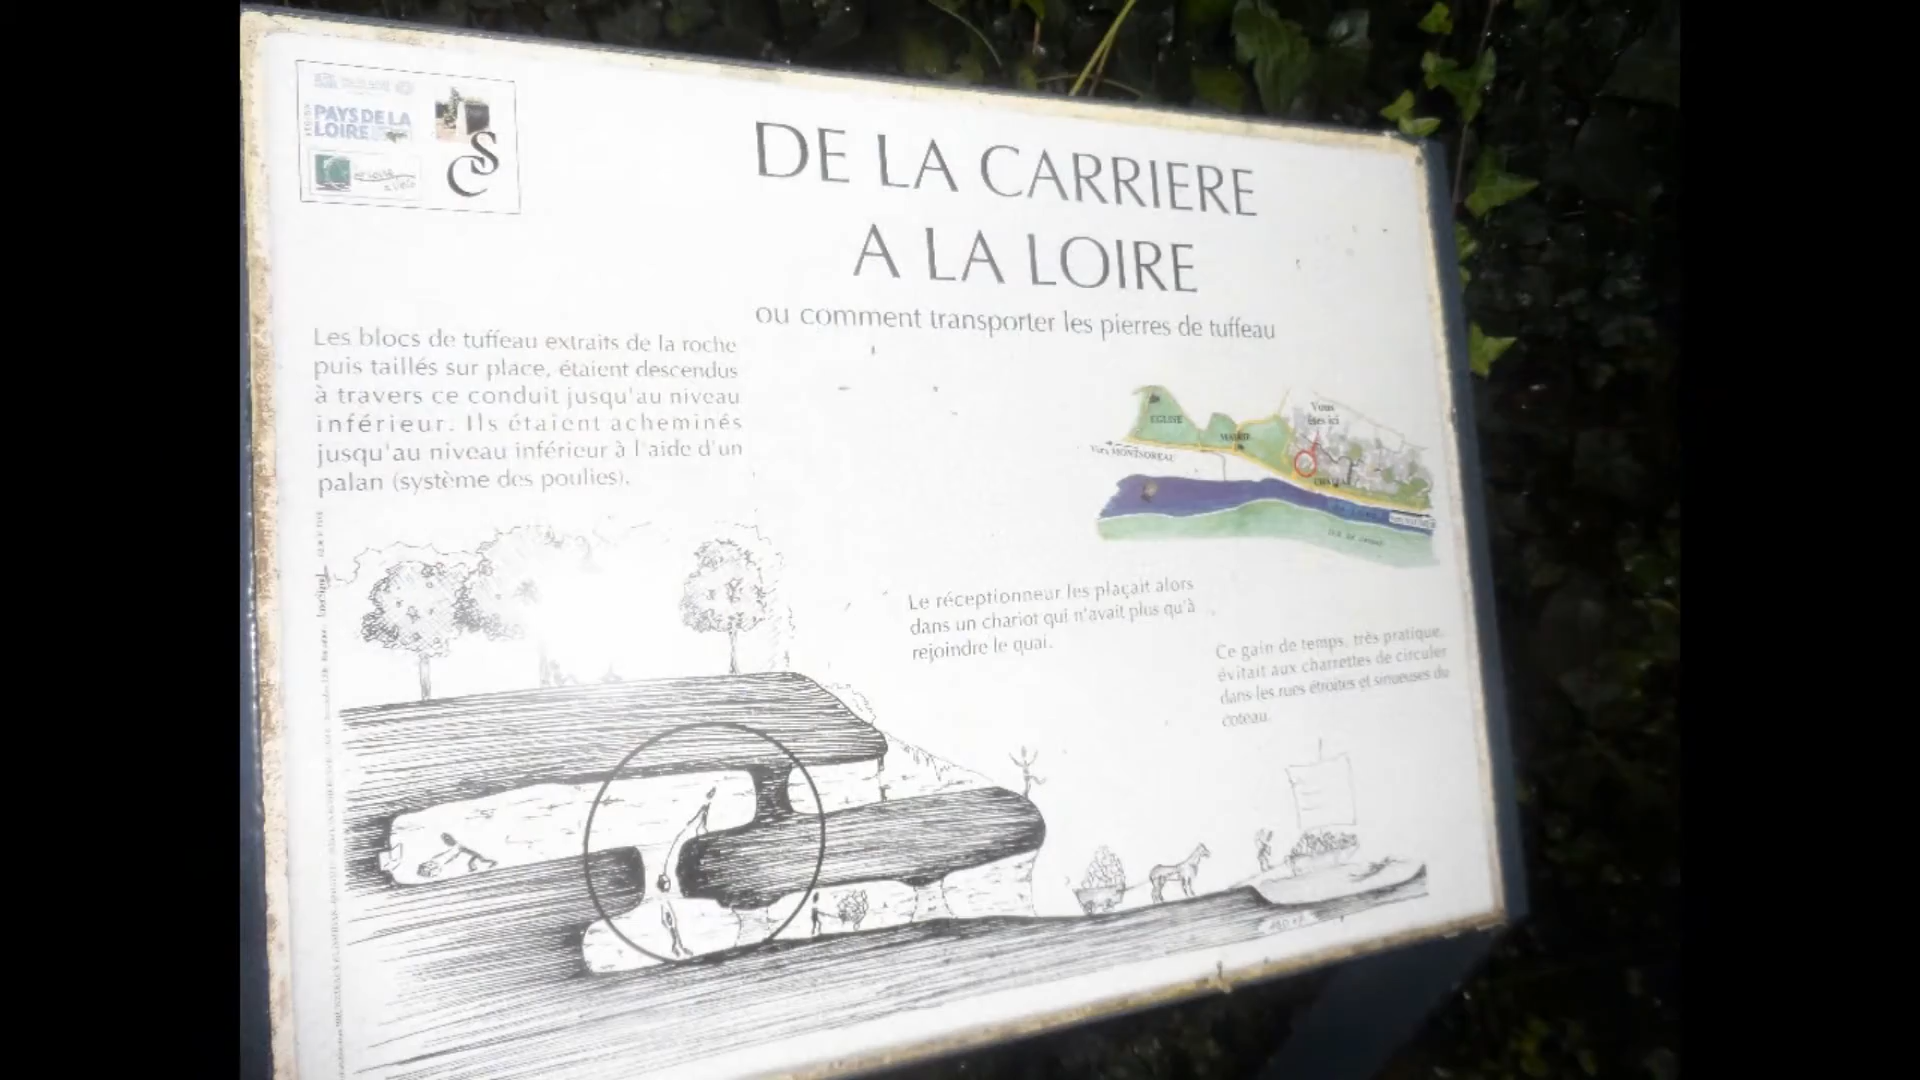 PAYS DE LA
LOIRE
S
C
DE LA CARRIERE
A LA LOIRE
ou comment transporter les pierres de tuffeau
Les blocs de tuffeau extraits de la roche
puis taillés sur place, étaient descendus
à travers ce conduit jusqu'au niveau
inférieur. Ils étaient acheminés
jusqu'au niveau inférieur à l'aide d'un
palan (système des poulies).
EGLISE
MAIRIE
Vous
êtes ici
Vers MONTSOREAU
Le réceptionneur les plaçait alors
dans un chariot qui n'avait plus qu'à
rejoindre le quai.
Ce gain de temps, très pratique,
évitait aux charrettes de circuler
dans les rues étroites et sinueuses du
coteau.